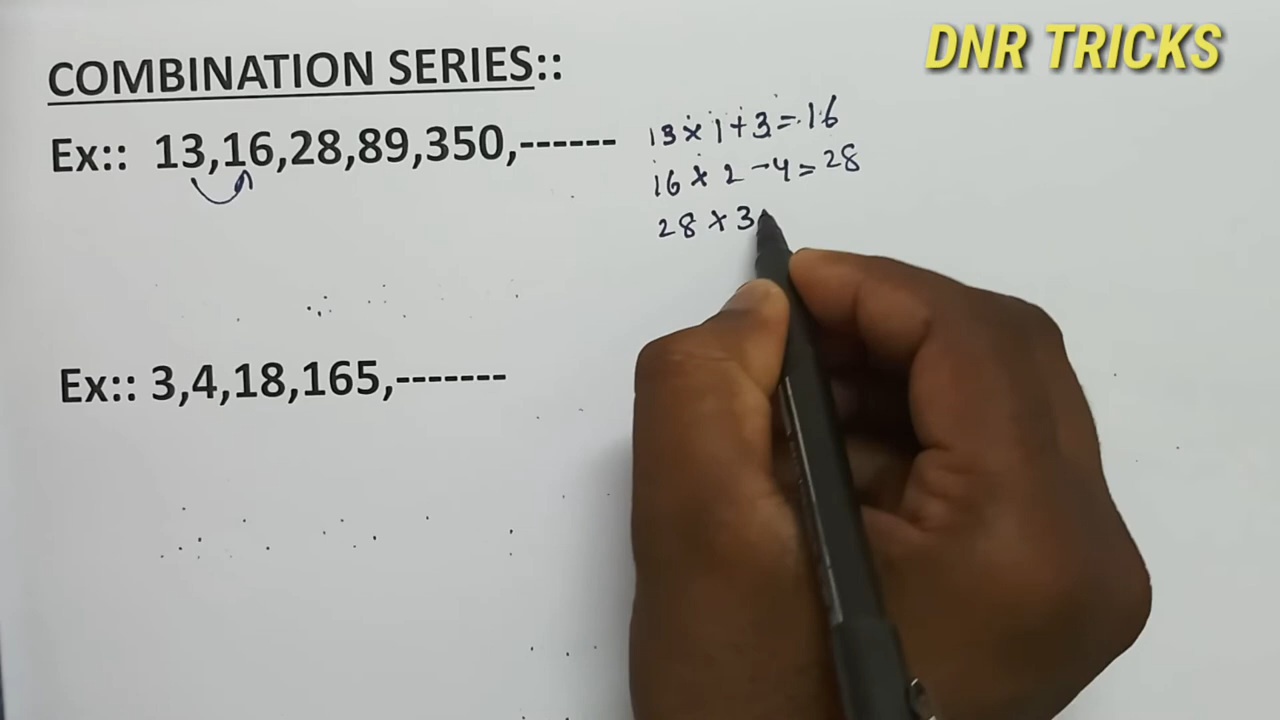 DNR TRICKS
COMBINATION SERIES::
Ex:: 13,16,28,89,350,------
13 × 1 + 3 = 16
16 × 2 - 4 = 28
28 × 3
Ex:: 3,4,18,165,-------